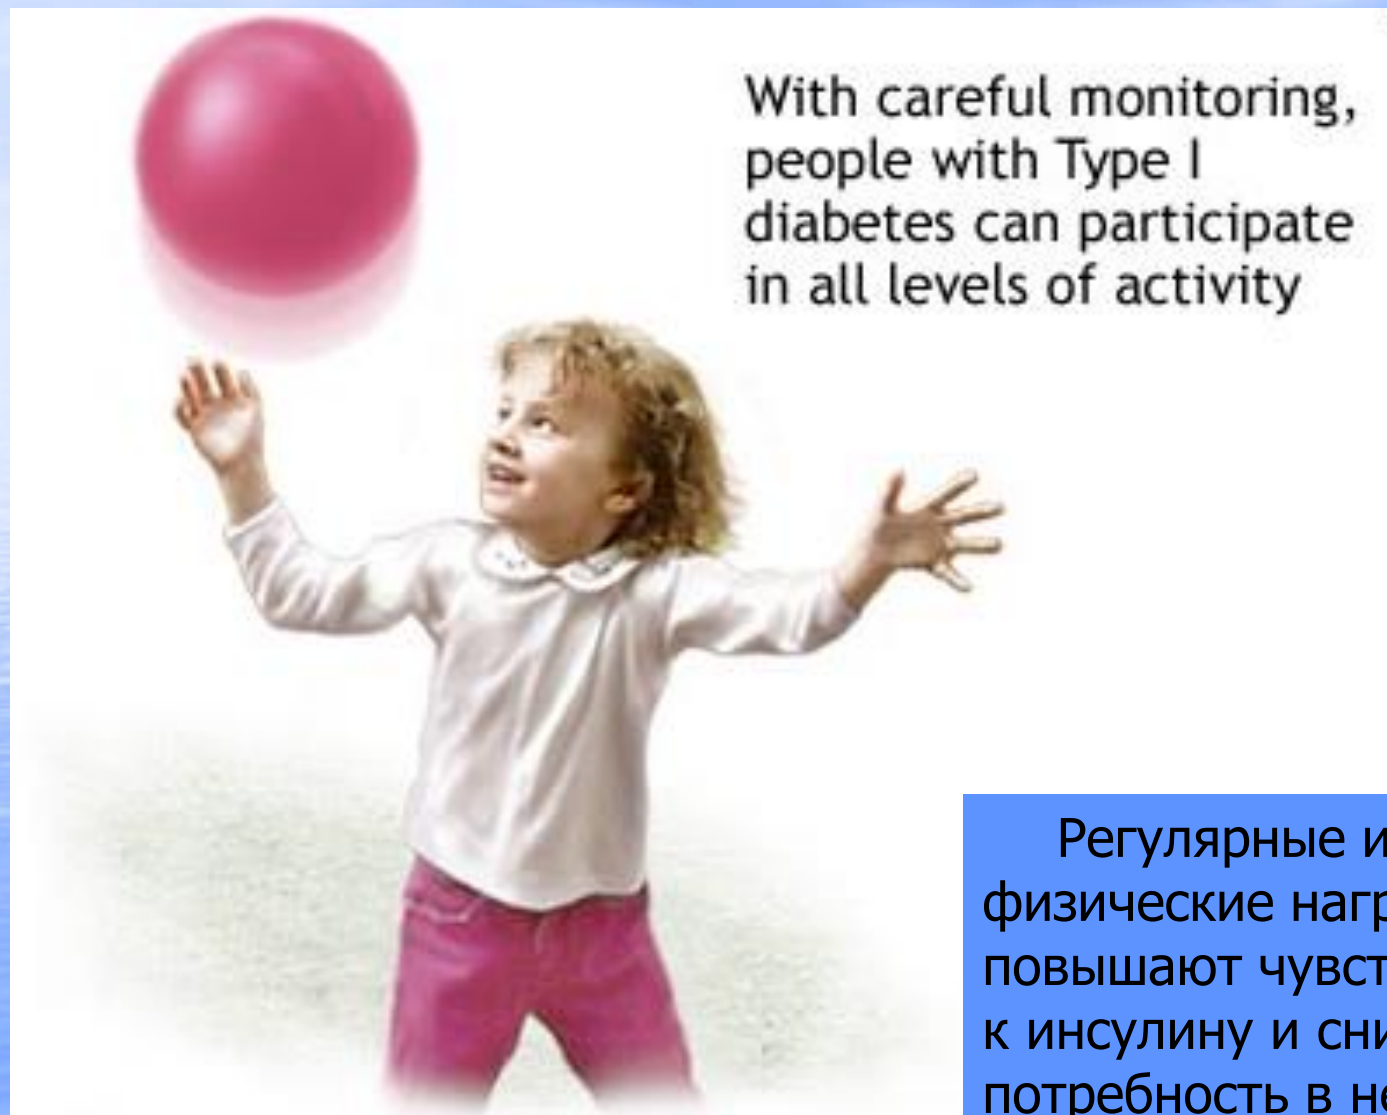 With careful monitoring,
people with Type I
diabetes can participate
in all levels of activity
Регулярные и
физические
повышают
к инсулину и
потребность в